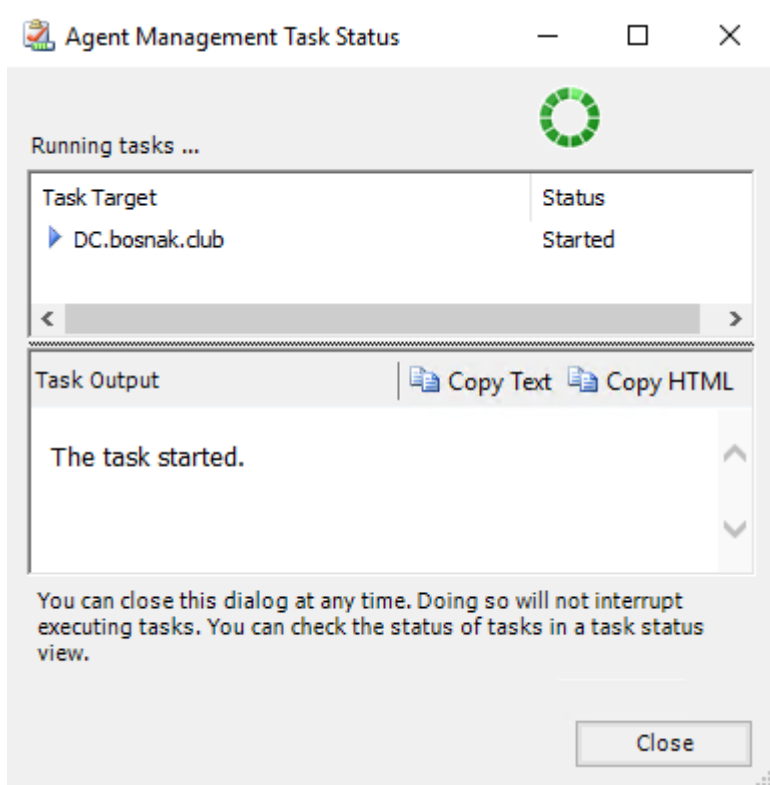 Agent Management Task Status
Running tasks ...
Task Target Status
DC.bosnak.club Started
Task Output Copy Text Copy HTML
The task started.
You can close this dialog at any time. Doing so will not interrupt
executing tasks. You can check the status of tasks in a task status
view.
Close